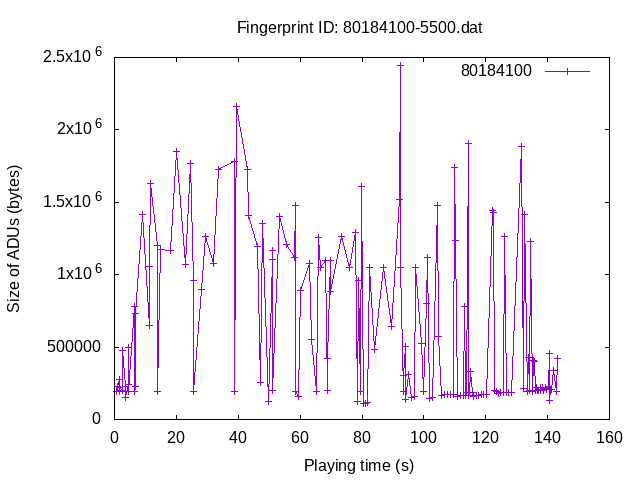 Fingerprint ID: 80184100-5500.dat
2.5x10^6
80184100
2x10^6
1.5x10^6
1x10^6
500000
0
Size of ADUs (bytes)
0 20 40 60 80 100 120 140 160
Playing time (s)